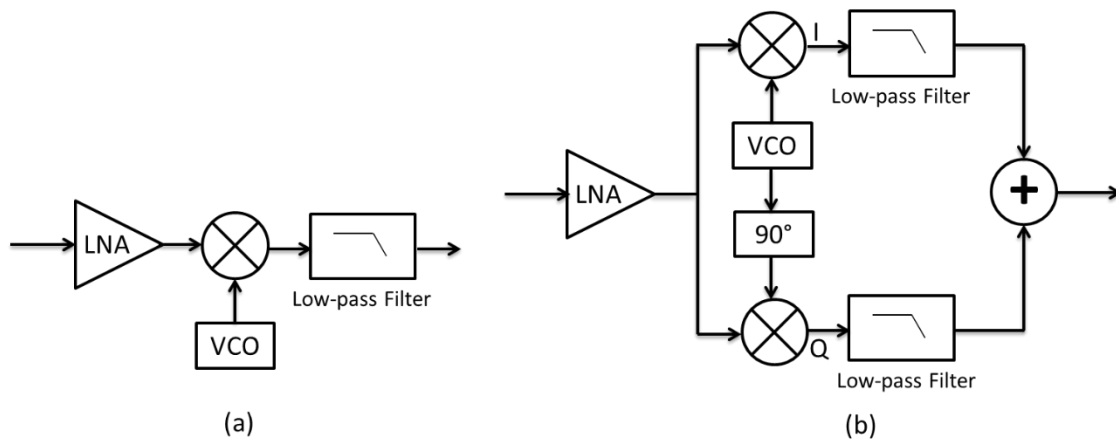 LNA
VCO
Low-pass Filter
(a)
LNA
I
Low-pass Filter
VCO
90°
Q
Low-pass Filter
(b)